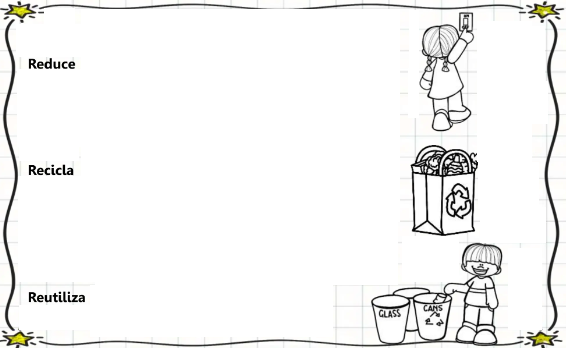 Reduce
Recicla
Reutiliza
GLASS
CANS